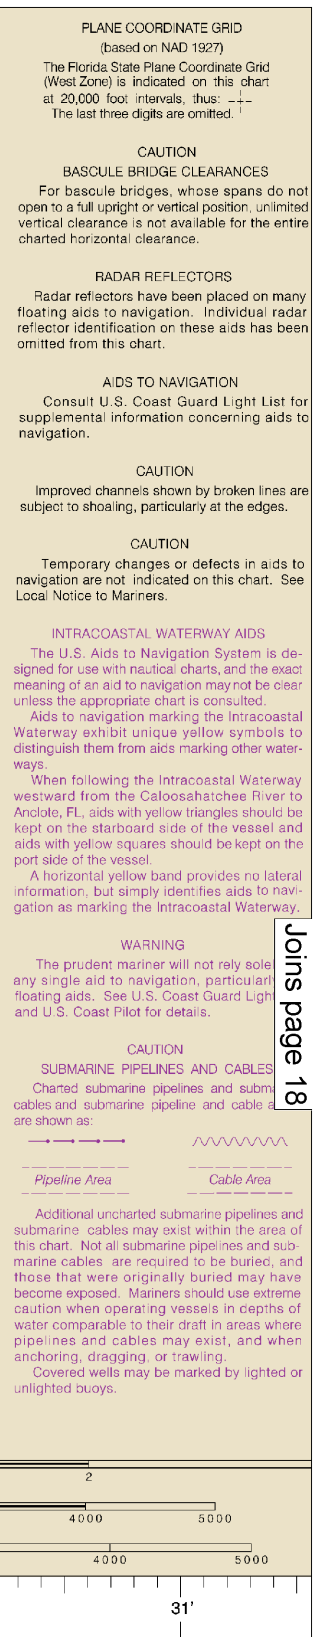 PLANE COORDINATE GRID
(based on NAD 1927)
The Florida State Plane Coordinate Grid
(West Zone) is indicated on this chart
at 20,000 foot intervals, thus:
The last three digits are omitted.
CAUTION
BASCULE BRIDGE CLEARANCES
For bascule bridges, whose spans do not
open to a full upright or vertical position, unlimited
vertical clearance is not available for the entire
charted horizontal clearance.
RADAR REFLECTORS
Radar reflectors have been placed on many
floating aids to navigation. Individual radar
reflector identification on these aids has been
omitted from this chart.
AIDS TO NAVIGATION
Consult U.S. Coast Guard Light List for
supplemental information concerning aids to
navigation.
CAUTION
Improved channels shown by broken lines are
subject to shoaling, particularly at the edges.
CAUTION
Temporary changes or defects in aids to
navigation are not indicated on this chart. See
Local Notice to Mariners.
INTRACOASTAL WATERWAY AIDS
The U.S. Aids to Navigation System is de-
signed for use with nautical charts, and the exact
meaning of an aid to navigation may not be clear
unless the appropriate chart is consulted.
Aids to navigation marking the Intracoastal
Waterway exhibit unique yellow symbols to
distinguish them from aids marking other water-
ways.
When following the Intracoastal Waterway
westward from the Caloosahatchee River to
Anclote, FL, aids with yellow triangles should be
kept on the starboard side of the vessel and
aids with yellow squares should be kept on the
port side of the vessel.
A horizontal yellow band provides no lateral
information, but simply identifies aids to navi-
gation as marking the Intracoastal Waterway.
WARNING
The prudent mariner will not rely solel
any single aid to navigation, particularly
floating aids. See U.S. Coast Guard Light
and U.S. Coast Pilot for details.
Joins page 18
CAUTION
SUBMARINE PIPELINES AND CABLES
Charted submarine pipelines and subma
cables and submarine pipeline and cable a
are shown as:
Pipeline Area
Cable Area
Additional uncharted submarine pipelines and
submarine cables may exist within the area of
this chart. Not all submarine pipelines and sub-
marine cables are required to be buried, and
those that were originally buried may have
become exposed. Mariners should use extreme
caution when operating vessels in depths of
water comparable to their draft in areas where
pipelines and cables may exist, and when
anchoring, dragging, or trawling.
Covered wells may be marked by lighted or
unlighted buoys.
2
4000 5000
4000 5000
31'